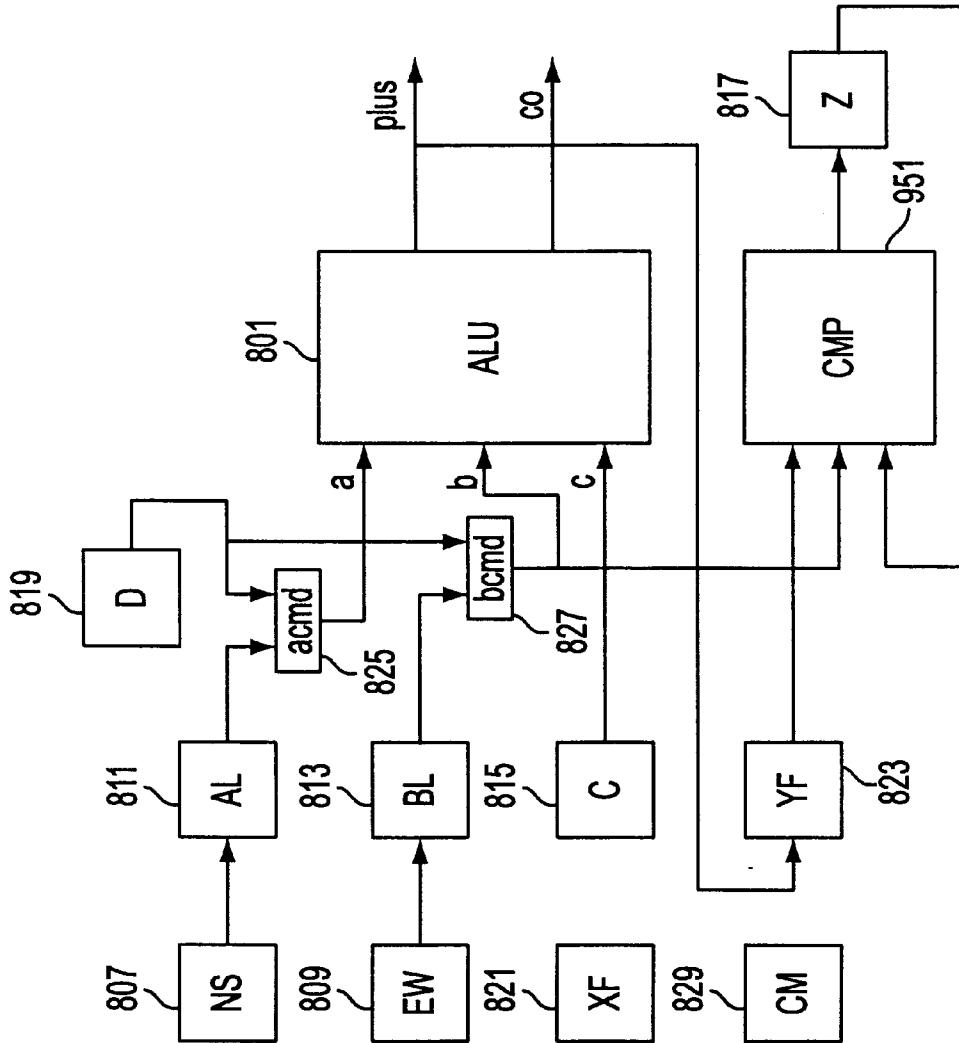 819
D
807
NS
811
AL
acmd
825
a
801
ALU
plus
co
809
EW
813
BL
bcmd
827
b
821
XF
815
C
c
829
CM
YF
823
CMP
951
817
Z